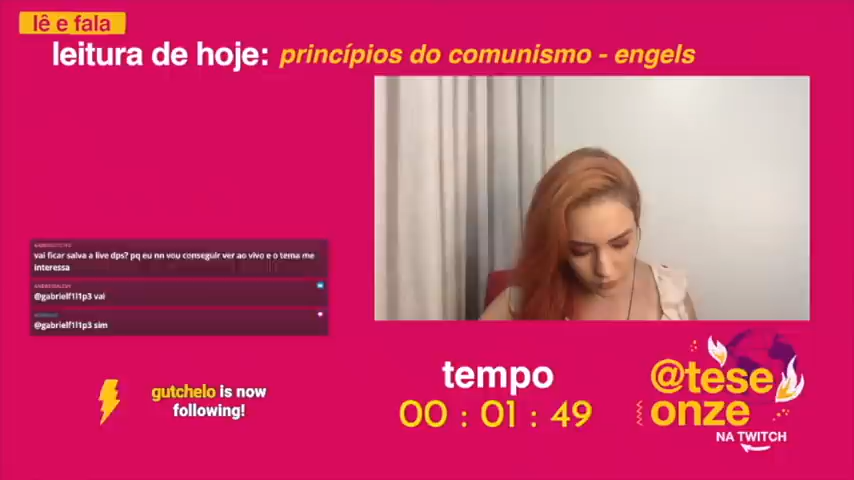 lê e fala
leitura de hoje: princípios do comunismo - engels
vai ficar salva a live dps? pq eu nn vou conseguir ver ao vivo e o tema me
interessa
@gabrielf1l1p3 vai
@gabrielf1l1p3 sim
gutchelo is now
following!
tempo
00 : 01 : 49
@tese
onze
NA TWITCH